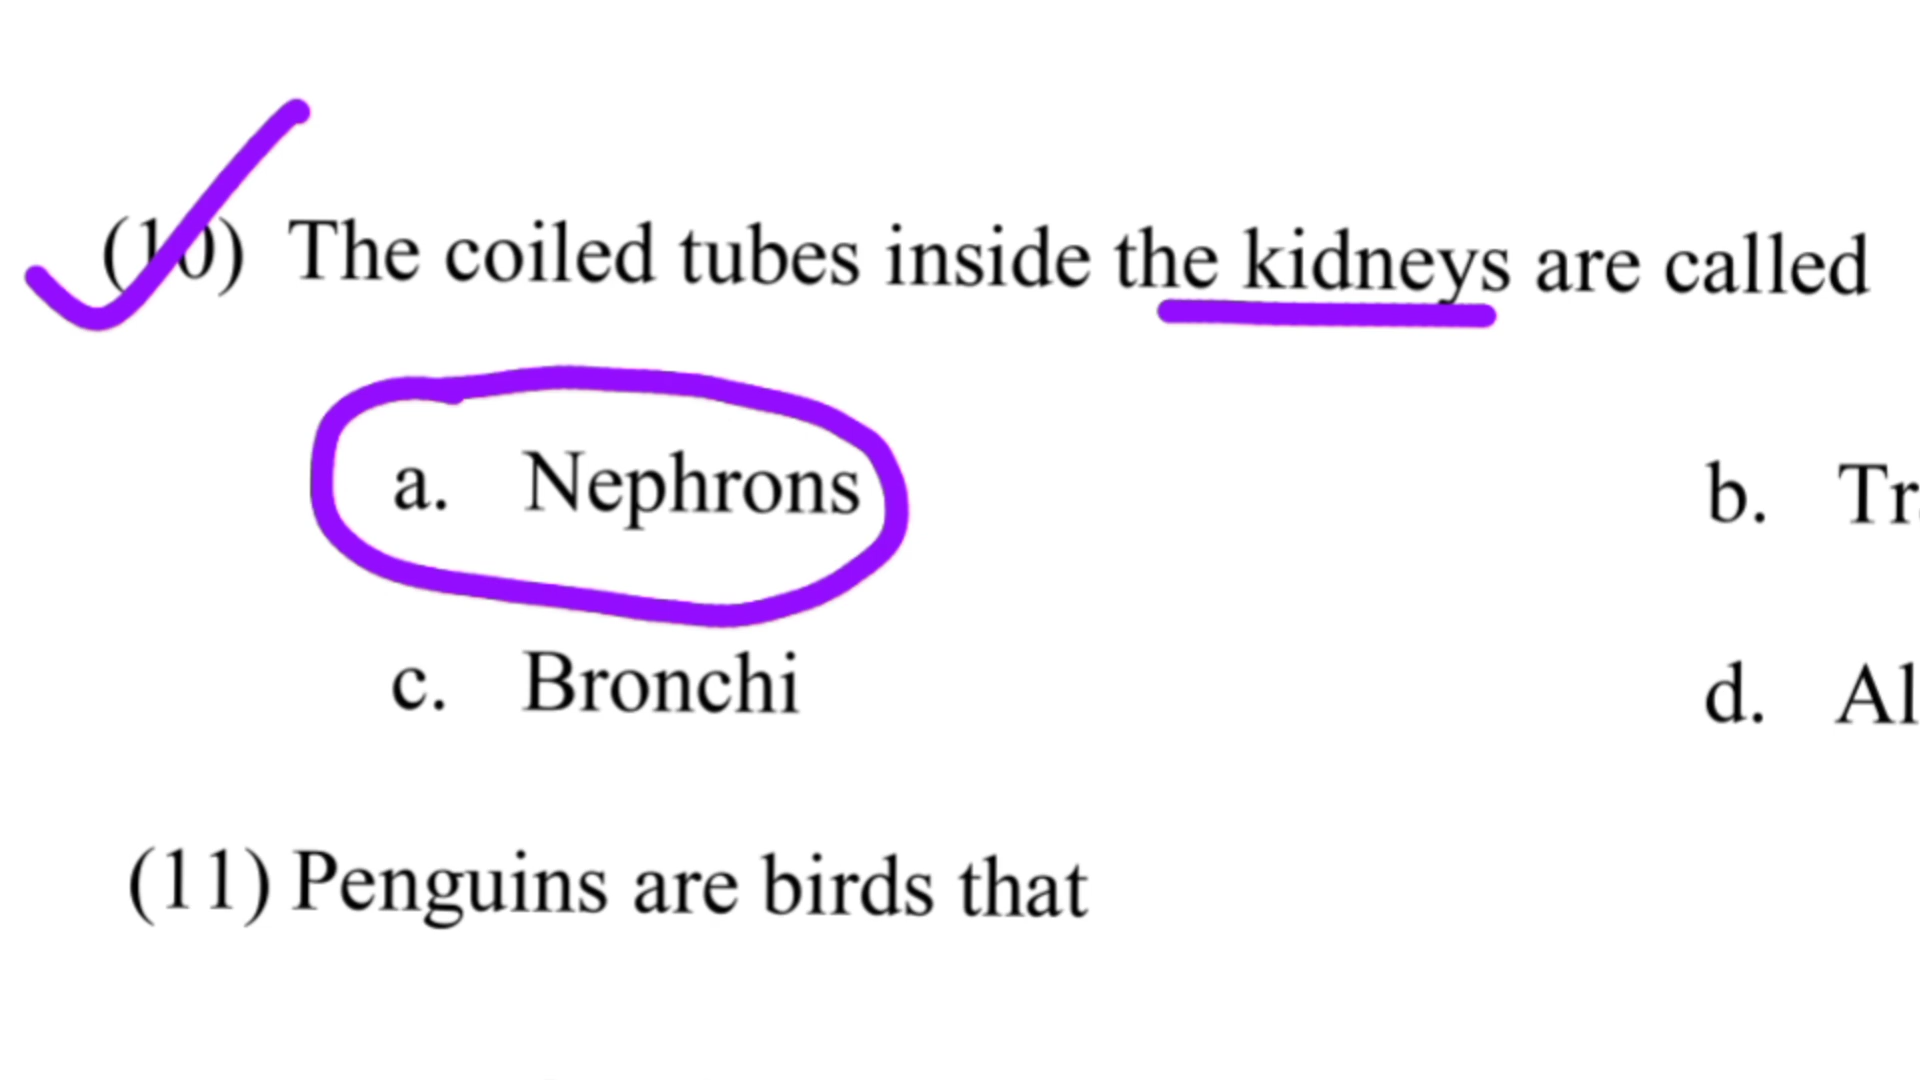 (10) The coiled tubes inside the kidneys are called
a. Nephrons b.
c. Bronchi d.
(11) Penguins are birds that